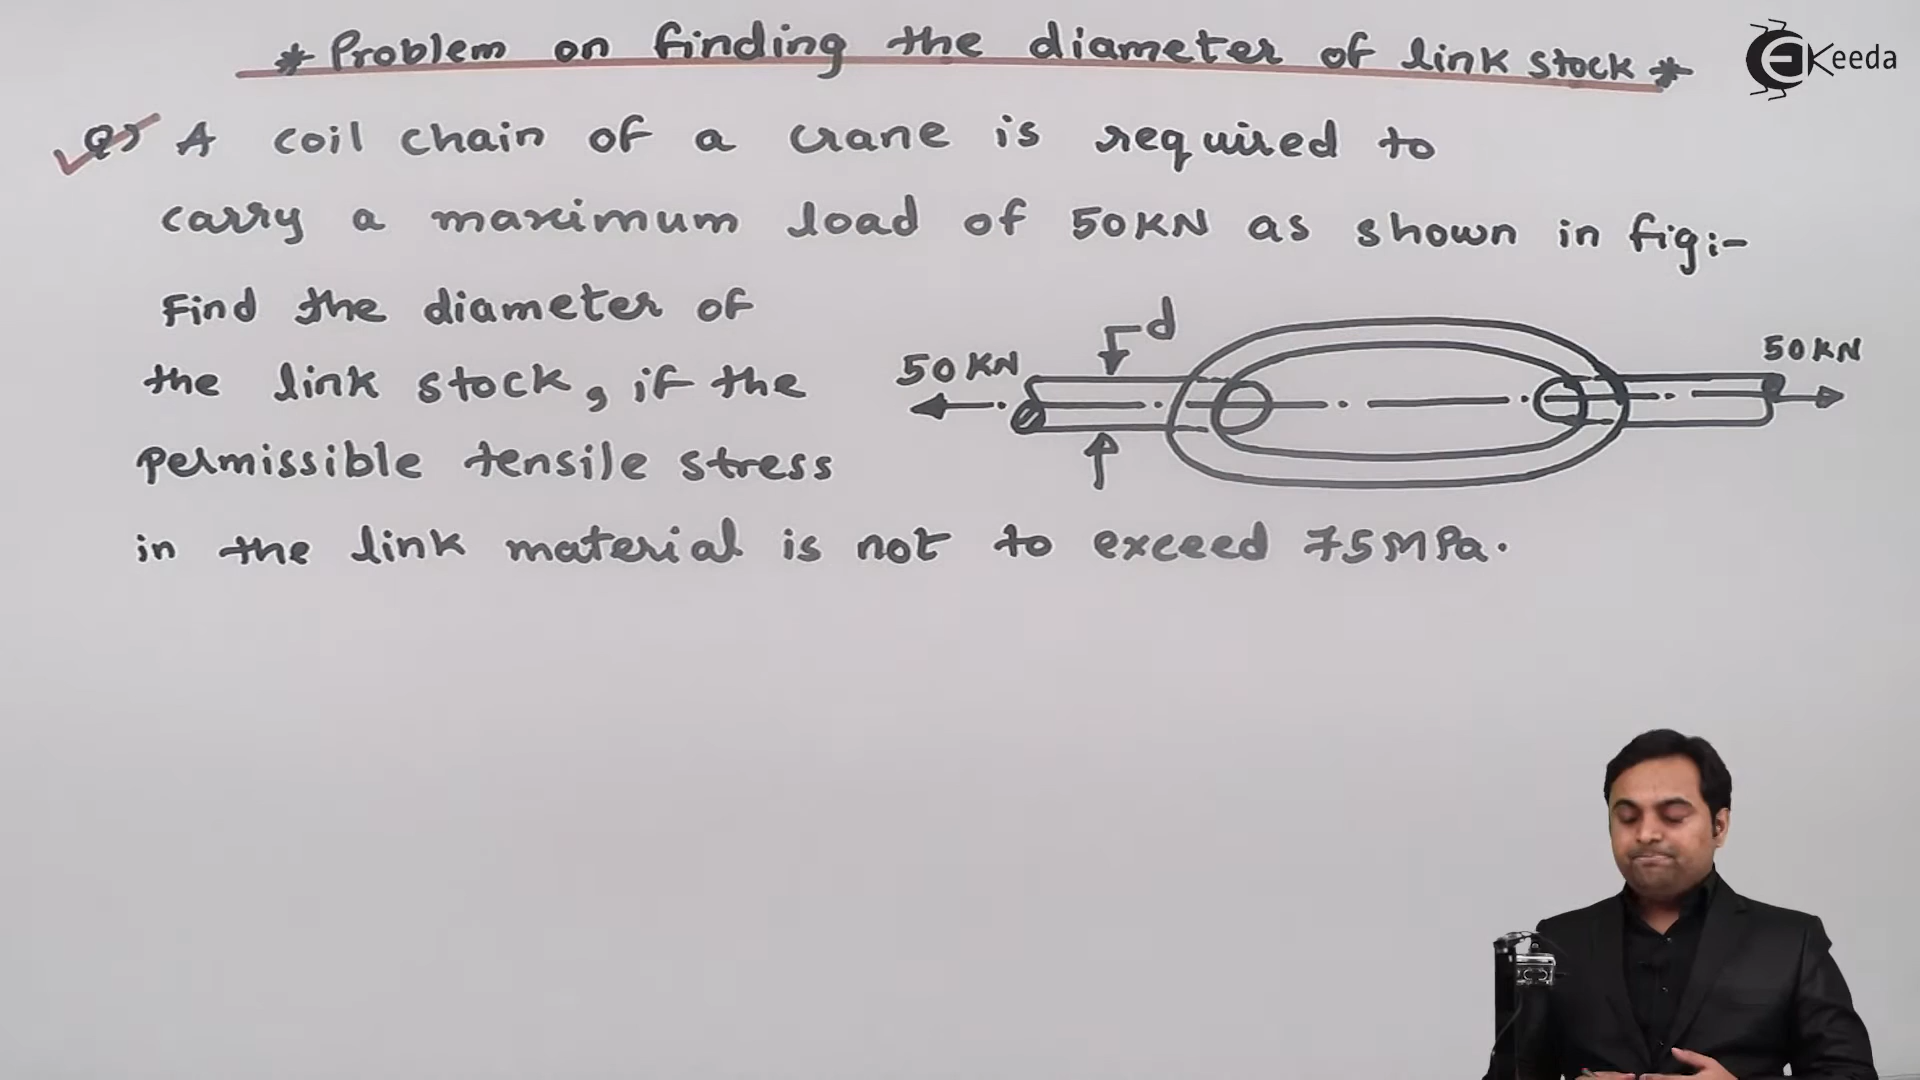 * Problem on finding the diameter of link stock *
EKeeda
Q) A coil chain of a crane is required to
carry a maximum load of 50KN as shown in fig:-
Find the diameter of
the link stock, if the
permissible tensile stress
in the link material is not to exceed 75MPa.
d
50KN
50KN